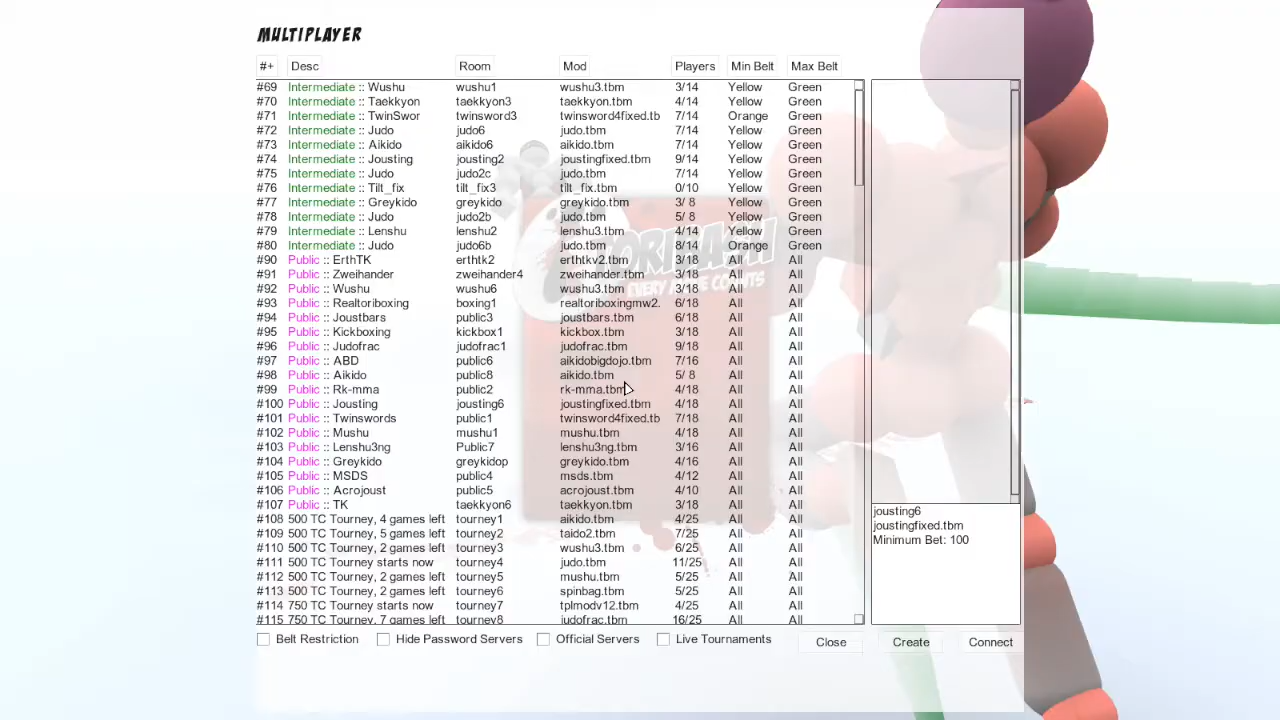 MULTIPLAYER
#+ Desc Room Mod Players Min Belt Max Belt
#69 Intermediate :: Wushu wushu1 wushu3.tbm 3/14 Yellow Green
#70 Intermediate :: Taekkyon taekkyon3 taekkyon.tbm 4/14 Yellow Green
#71 Intermediate :: TwinSwor twinsword3 twinsword4fixed.tb 7/14 Orange Green
#72 Intermediate :: Judo judo6 judo.tbm 7/14 Yellow Green
#73 Intermediate :: Aikido aikido6 aikido.tbm 7/14 Yellow Green
#74 Intermediate :: Jousting jousting2 joustingfixed.tbm 9/14 Yellow Green
#75 Intermediate :: Judo judo2c judo.tbm 7/14 Yellow Green
#76 Intermediate :: Tilt_fix tilt_fix3 tilt_fix.tbm 0/10 Yellow Green
#77 Intermediate :: Greykido greykido greykido.tbm 3/ 8 Yellow Green
#78 Intermediate :: Judo judo2b judo.tbm 5/ 8 Yellow Green
#79 Intermediate :: Lenshu lenshu2 lenshu3.tbm 4/14 Yellow Green
#80 Intermediate :: Judo judo6b judo.tbm 8/14 Orange Green
#90 Public :: ErthTK erthtk2 erthtkv2.tbm 3/18 All All
#91 Public :: Zweihander zweihander4 zweihander.tbm 3/18 All All
#92 Public :: Wushu wushu6 wushu3.tbm 3/18 All All
#93 Public :: Realtoriboxing boxing1 realtoriboxingmw2. 6/18 All All
#94 Public :: Joustbars public3 joustbars.tbm 6/18 All All
#95 Public :: Kickboxing kickbox1 kickbox.tbm 3/18 All All
#96 Public :: Judofrac judofrac1 judofrac.tbm 9/18 All All
#97 Public :: ABD public6 aikidobigdojo.tbm 7/16 All All
#98 Public :: Aikido public8 aikido.tbm 5/ 8 All All
#99 Public :: Rk-mma public2 rk-mma.tbm 4/18 All All
#100 Public :: Jousting jousting6 joustingfixed.tbm 4/18 All All
#101 Public :: Twinswords public1 twinsword4fixed.tb 7/18 All All
#102 Public :: Mushu mushu1 mushu.tbm 4/18 All All
#103 Public :: Lenshu3ng Public7 lenshu3ng.tbm 3/16 All All
#104 Public :: Greykido greykidop greykido.tbm 4/16 All All
#105 Public :: MSDS public4 msds.tbm 4/12 All All
#106 Public :: Acrojoust public5 acrojoust.tbm 4/10 All All
#107 Public :: TK taekkyon6 taekkyon.tbm 3/18 All All
#108 500 TC Tourney, 4 games left tourney1 aikido.tbm 4/25 All All
#109 500 TC Tourney, 5 games left tourney2 taido2.tbm 7/25 All All
#110 500 TC Tourney, 2 games left tourney3 wushu3.tbm 6/25 All All
#111 500 TC Tourney starts now tourney4 judo.tbm 11/25 All All
#112 500 TC Tourney, 2 games left tourney5 mushu.tbm 5/25 All All
#113 500 TC Tourney, 2 games left tourney6 spinbag.tbm 6/25 All All
#114 750 TC Tourney starts now tourney7 tplmodv12.tbm 4/25 All All
#115 750 TC Tourney, 7 games left tourney8 judofrac.tbm 16/25 All All
jousting6
joustingfixed.tbm
Minimum Bet: 100
Belt Restriction Hide Password Servers Official Servers Live Tournaments Close Create Connect